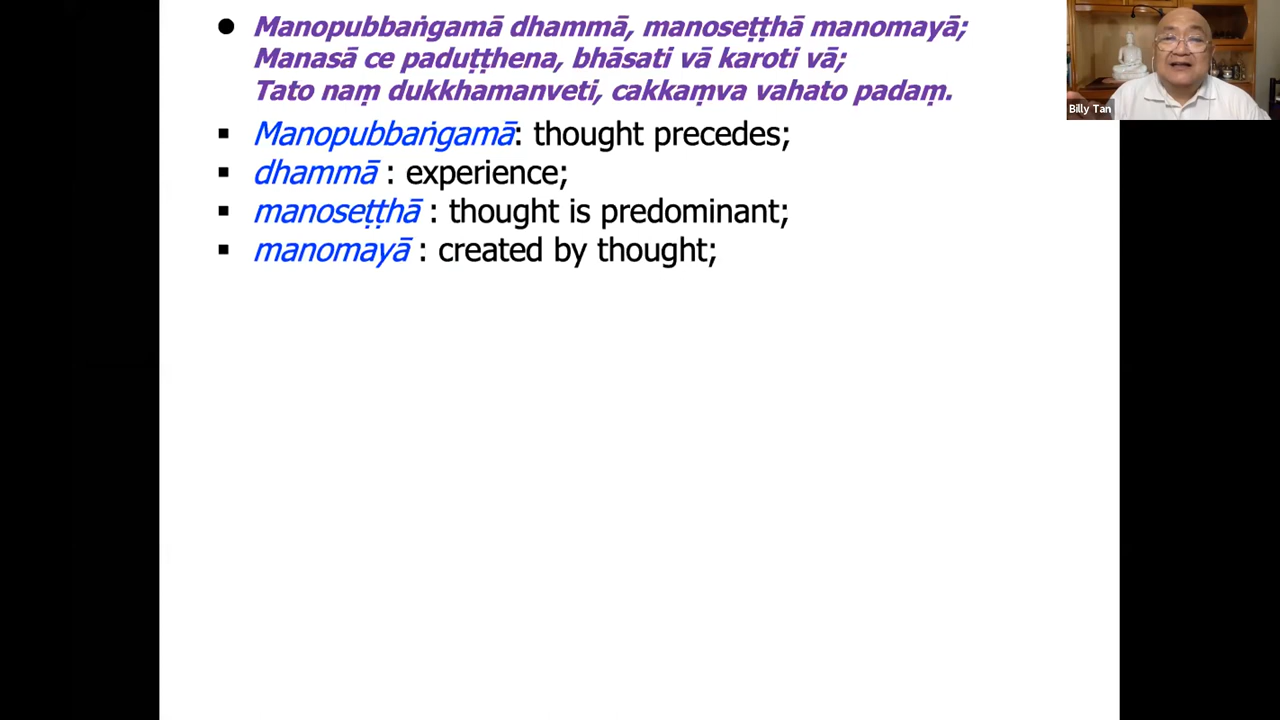 ● Manopubbaṅgamā dhammā, manoseṭṭhā manomayā;
Manasā ce paduṭṭhena, bhāsati vā karoti vā;
Tato naṃ dukkhamanveti, cakkaṃva vahato padaṃ.
▪ Manopubbaṅgamā: thought precedes;
▪ dhammā : experience;
▪ manoseṭṭhā : thought is predominant;
▪ manomayā : created by thought;
Billy Tan